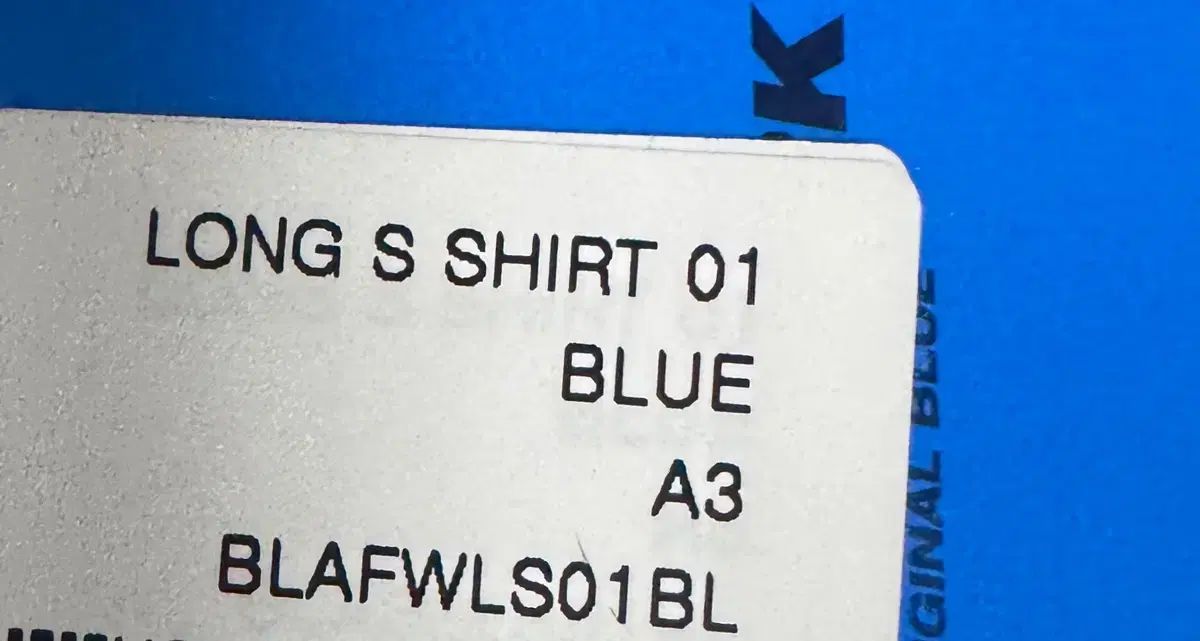 LONG S SHIRT 01
BLUE
A3
BLAFWLS01BL